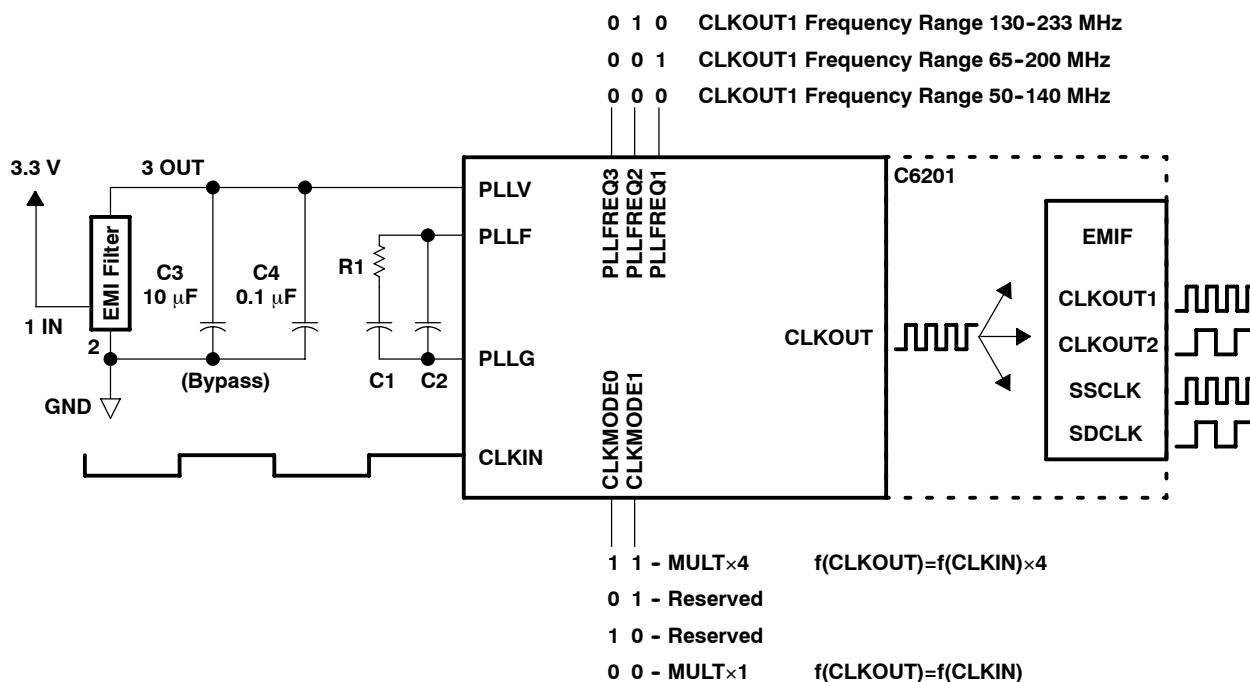 0 1 0 CLKOUT1 Frequency Range 130-233 MHz
0 0 1 CLKOUT1 Frequency Range 65-200 MHz
0 0 0 CLKOUT1 Frequency Range 50-140 MHz
3.3 V
3 OUT
EMI Filter
1 IN
2
GND
C3
10 µF
C4
0.1 µF
(Bypass)
R1
C1
C2
PLLV
PLLF
PLLG
CLKIN
PLLFREQ3
PLLFREQ2
PLLFREQ1
CLKMODE0
CLKMODE1
CLKOUT
C6201
EMIF
CLKOUT1
CLKOUT2
SSCLK
SDCLK
1 1 - MULT×4 f(CLKOUT)=f(CLKIN)×4
0 1 - Reserved
1 0 - Reserved
0 0 - MULT×1 f(CLKOUT)=f(CLKIN)